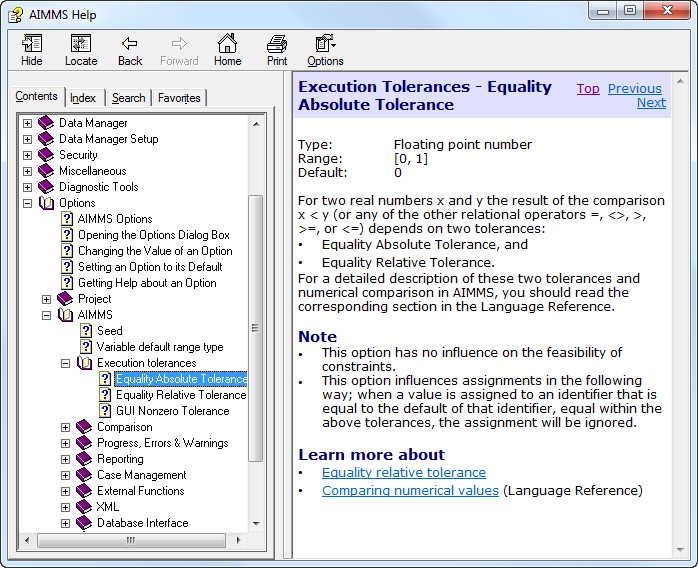 AIMMS Help
Hide Locate Back Forward Home Print Options
Contents Index Search Favorites
Data Manager
Data Manager Setup
Security
Miscellaneous
Diagnostic Tools
Options
AIMMS Options
Opening the Options Dialog Box
Changing the Value of an Option
Setting an Option to its Default
Getting Help about an Option
Project
AIMMS
Seed
Variable default range type
Execution tolerances
Equality Absolute Tolerance
Equality Relative Tolerance
GUI Nonzero Tolerance
Comparison
Progress, Errors & Warnings
Reporting
Case Management
External Functions
XML
Database Interface
Execution Tolerances - Equality
Absolute Tolerance
Top Previous
Next
Type: Floating point number
Range: [0, 1]
Default: 0
For two real numbers x and y the result of the comparison
x < y (or any of the other relational operators =, <>, >,
>=, or <=) depends on two tolerances:
• Equality Absolute Tolerance, and
• Equality Relative Tolerance.
For a detailed description of these two tolerances and
numerical comparison in AIMMS, you should read the
corresponding section in the Language Reference.
Note
• This option has no influence on the feasibility of
constraints.
• This option influences assignments in the following
way; when a value is assigned to an identifier that is
equal to the default of that identifier, equal within the
above tolerances, the assignment will be ignored.
Learn more about
• Equality relative tolerance
• Comparing numerical values (Language Reference)